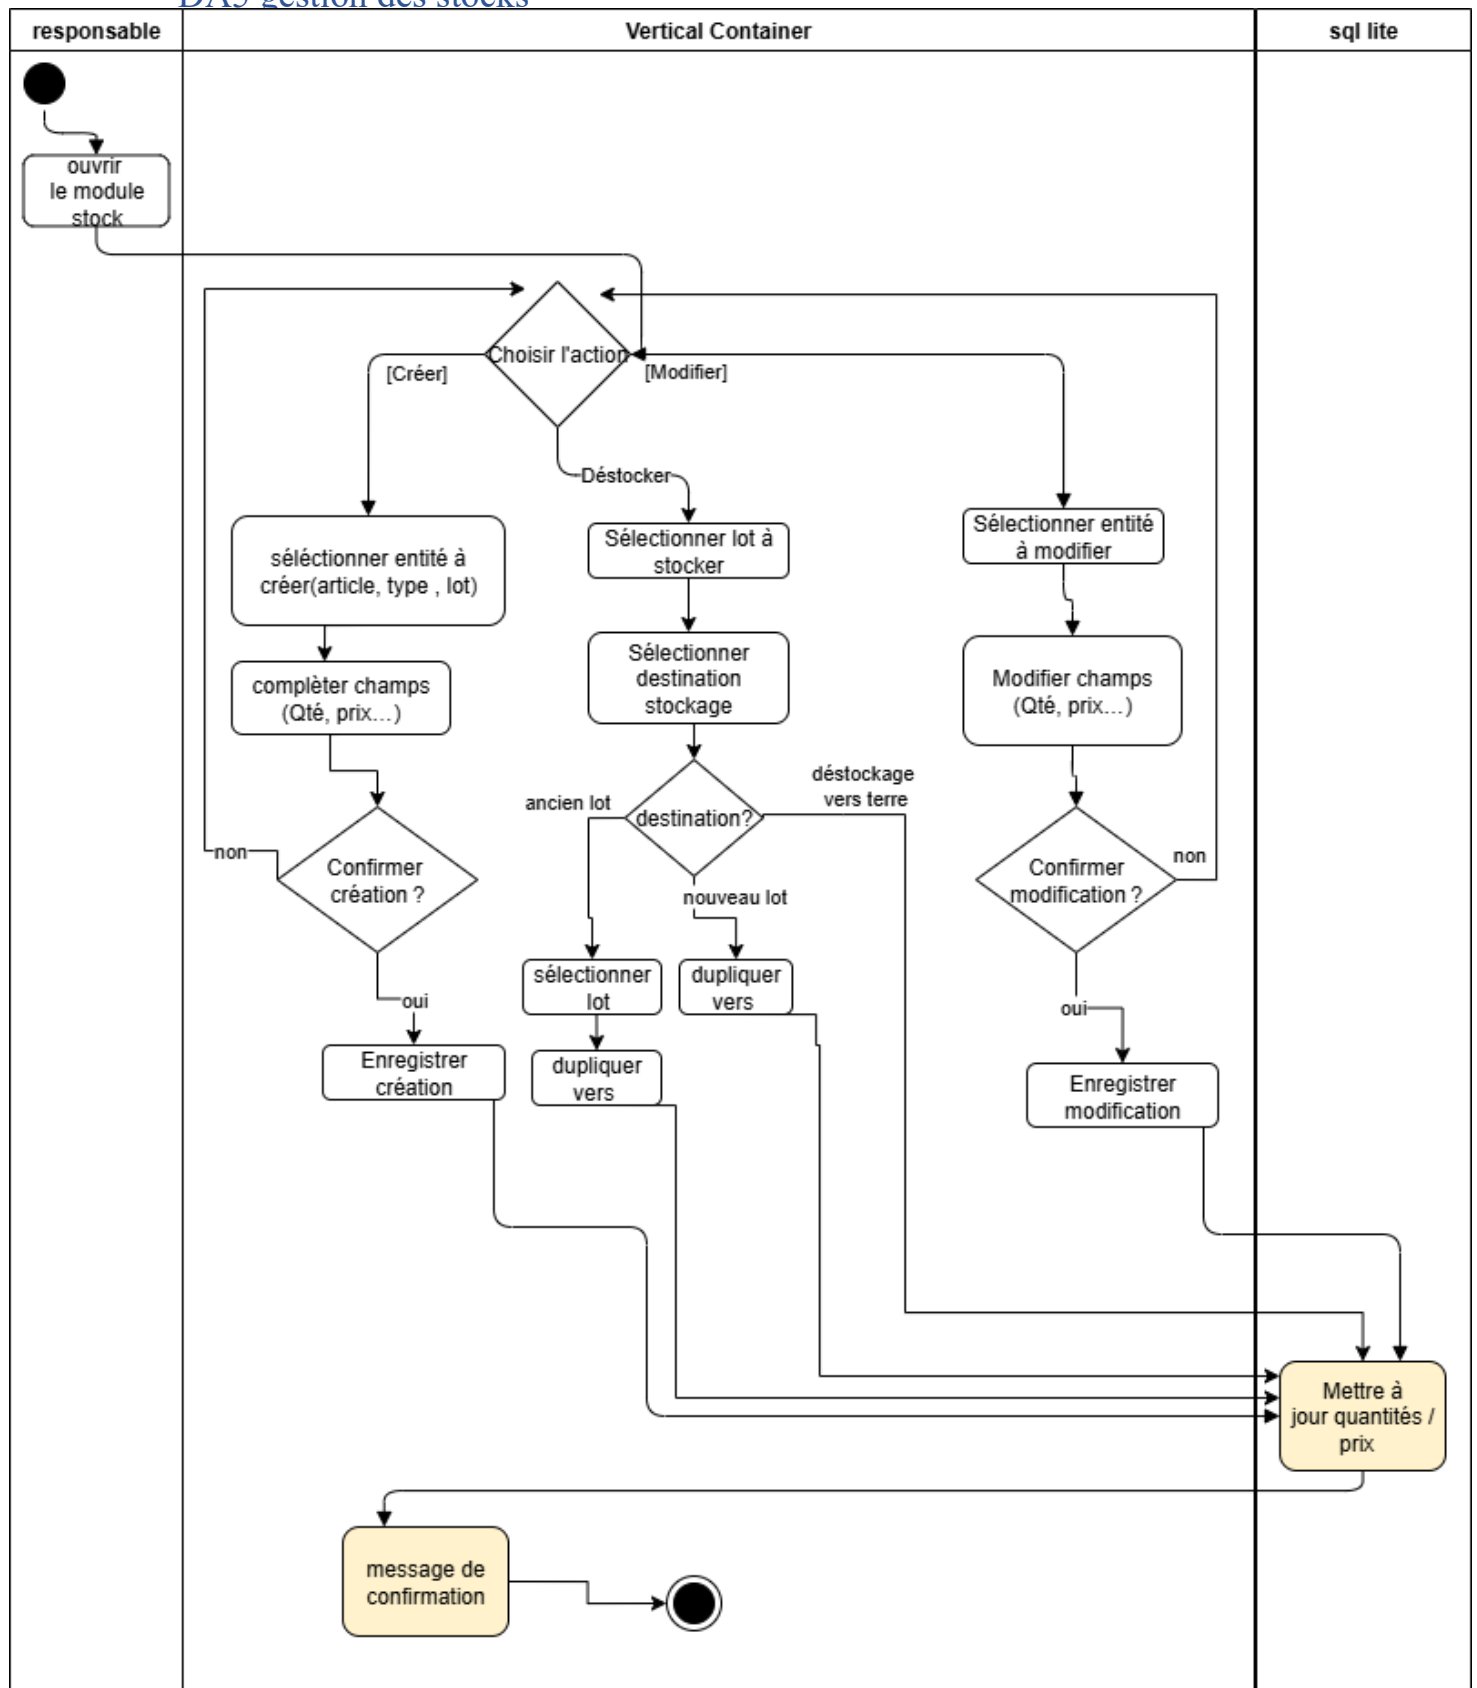 DA5 gestion des stocks
responsable
Vertical Container
sql lite
ouvrir
le module
stock
Choisir l'action
[Créer]
[Modifier]
Déstocker
séléctionner entité à
créer(article, type , lot)
Sélectionner lot à
stocker
Sélectionner entité
à modifier
complèter champs
(Qté, prix...)
Sélectionner
destination
stockage
Modifier champs
(Qté, prix...)
déstockage
vers terre
ancien lot
destination?
non
Confirmer
création ?
nouveau lot
Confirmer
modification ?
non
sélectionner
lot
dupliquer
vers
oui
oui
Enregistrer
création
dupliquer
vers
Enregistrer
modification
Mettre à
jour quantités /
prix
message de
confirmation